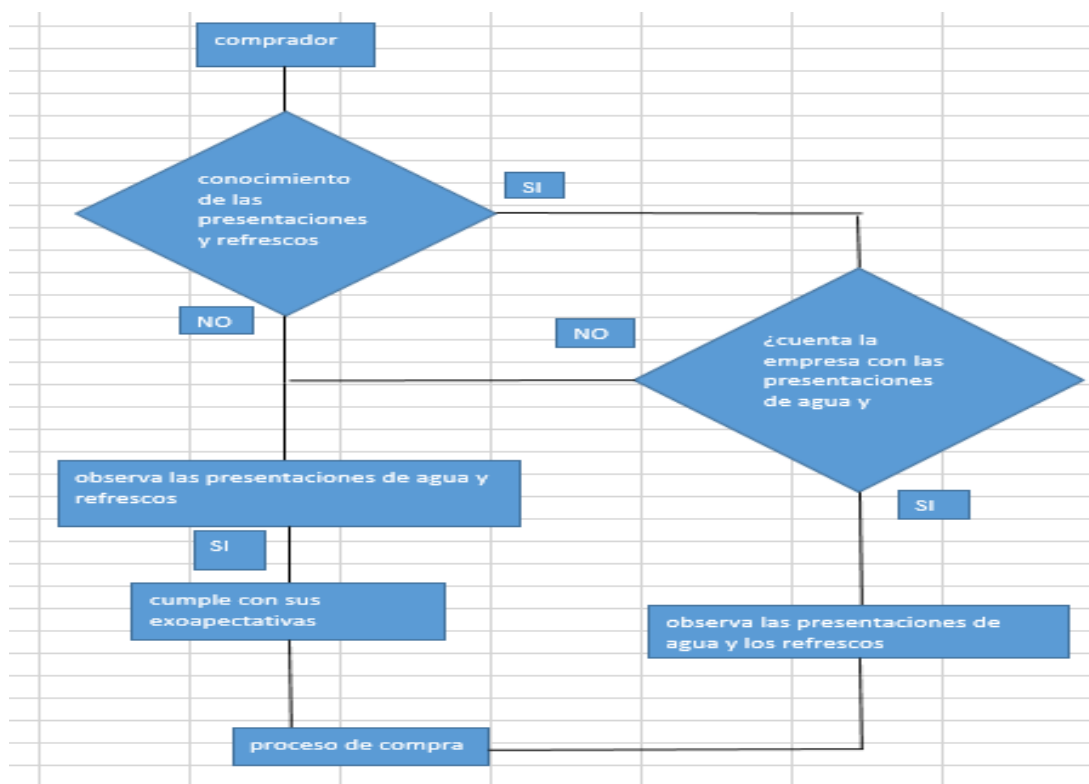 comprador
conocimiento
de las
presentaciones
y refrescos
SI
NO
NO
¿cuenta la
empresa con las
presentaciones
de agua y
observa las presentaciones de agua y
refrescos
SI
SI
cumple con sus
exoapectativas
observa las presentaciones de
agua y los refrescos
proceso de compra